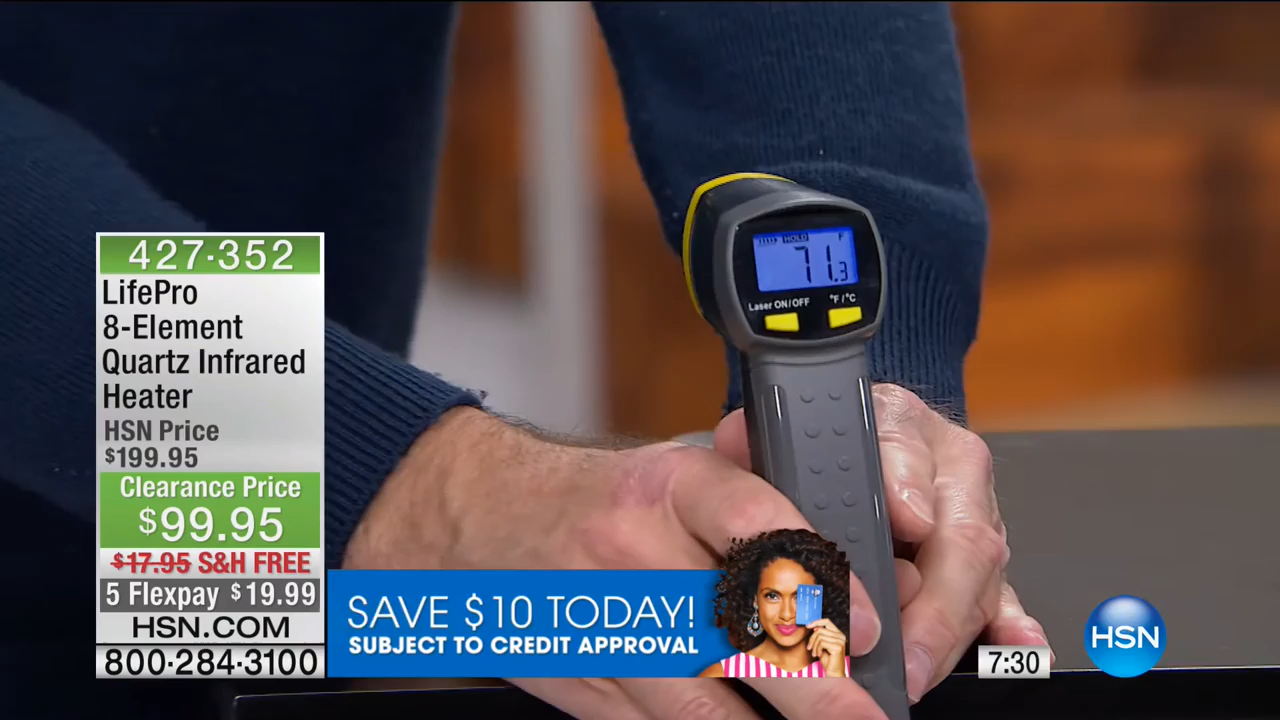 427-352
LifePro
8-Element
Quartz Infrared
Heater
HSN Price
$199.95
Clearance Price
$99.95
$17.95 S&H FREE
5 Flexpay $19.99
HSN.COM
800-284-3100
HOLD F
71.3
Laser ON/OFF °F/°C
SAVE $10 TODAY!
SUBJECT TO CREDIT APPROVAL
7:30
HSN